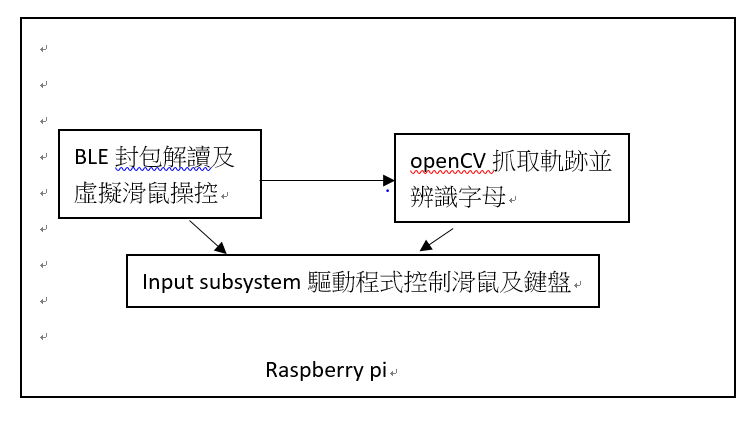 BLE 封包解讀及
虛擬滑鼠操控
openCV 抓取軌跡並
辨識字母
Input subsystem 驅動程式控制滑鼠及鍵盤
Raspberry pi